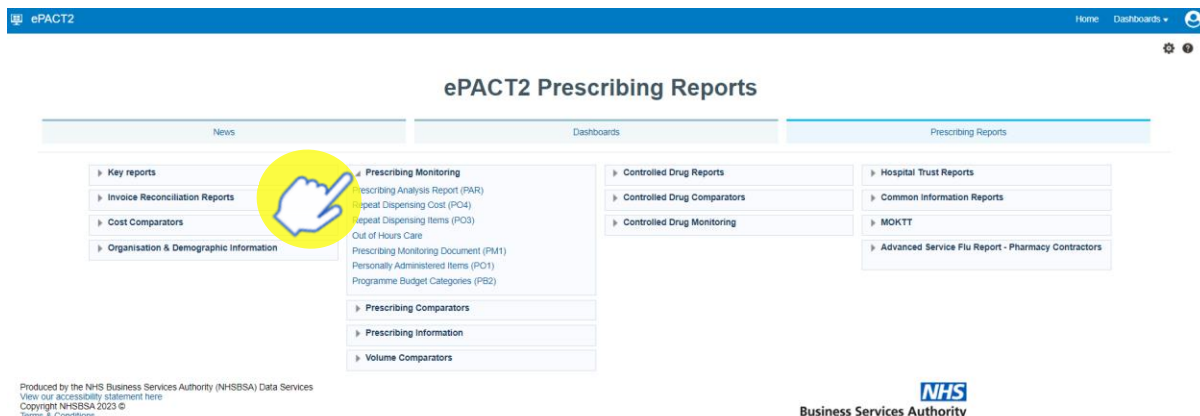 ePACT2
Home Dashboards
ePACT2 Prescribing Reports
News
Dashboards
Prescribing Reports
Key reports
Invoice Reconciliation Reports
Cost Comparators
Organisation & Demographic Information
Prescribing Monitoring
Prescribing Analysis Report (PAR)
Repeat Dispensing Cost (PO4)
Repeat Dispensing Items (PO3)
Out of Hours Care
Prescribing Monitoring Document (PM1)
Personally Administered Items (PO1)
Programme Budget Categories (PB2)
Prescribing Comparators
Prescribing Information
Volume Comparators
Controlled Drug Reports
Controlled Drug Comparators
Controlled Drug Monitoring
Hospital Trust Reports
Common Information Reports
MOKTT
Advanced Service Flu Report - Pharmacy Contractors
Produced by the NHS Business Services Authority (NHSBSA) Data Services
View our accessibility statement here
Copyright NHSBSA 2023 ©
Terms & Conditions
NHS
Business Services Authority